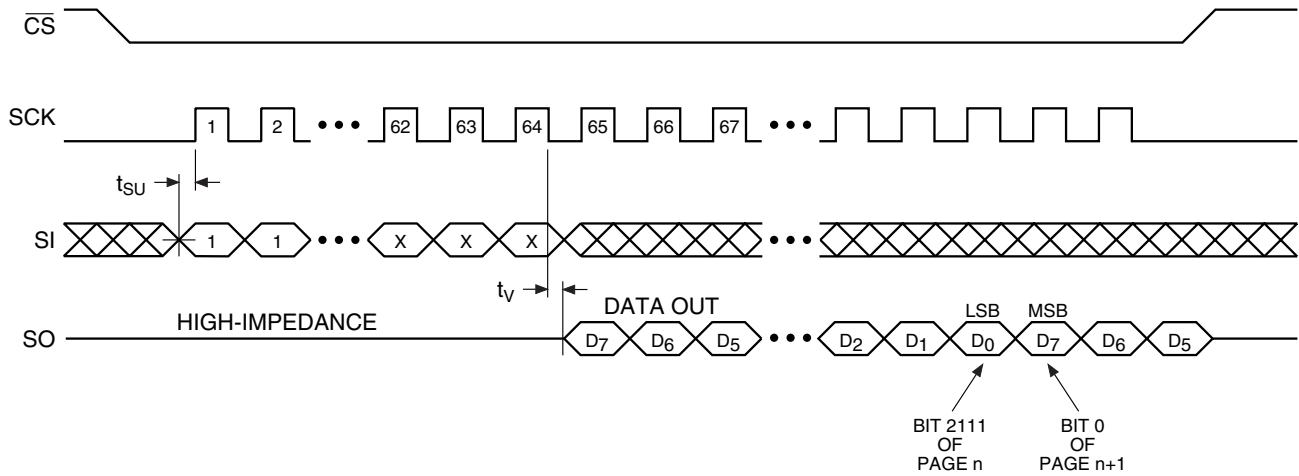 CS
SCK 1 2 ••• 62 63 64 65 66 67 •••
tSU
SI 1 1 ••• X X X •••
tV
HIGH-IMPEDANCE DATA OUT LSB MSB
SO D7 D6 D5 ••• D2 D1 D0 D7 D6 D5
BIT 2111 BIT 0
OF OF
PAGE n PAGE n+1